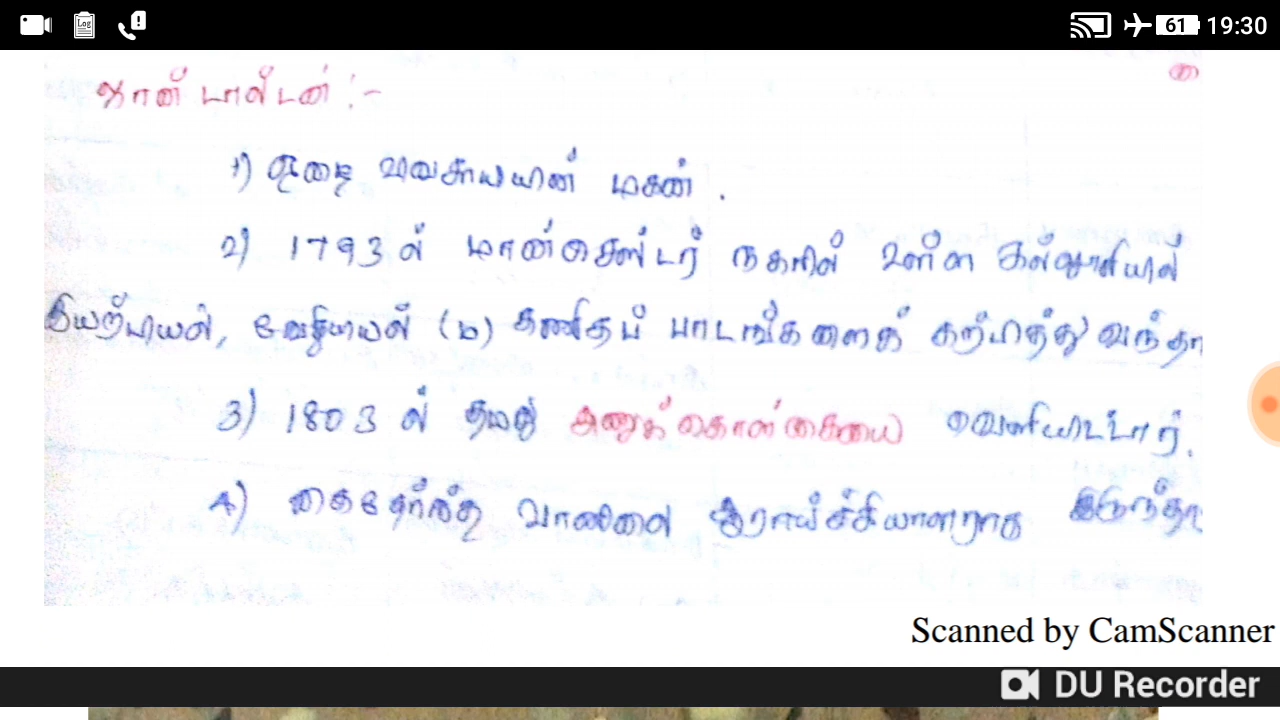 61 19:30
ஜான் டால்டன் :-
1) ஏழை விவசாயியின் மகன்.
2) 1793 ல் மான்செஸ்டர் நகரில் உள்ள கல்லூரியில்
இயற்பியல், வேதியியல் (ம) கணிதப் பாடங்களைக் கற்பித்து வந்தா
3) 1803 ல் தமது அணுக்கொள்கையை வெளியிட்டார்.
4) கைதேர்ந்த வானிலை ஆராய்ச்சியாளராக இருந்தா
Scanned by CamScanner
DU Recorder